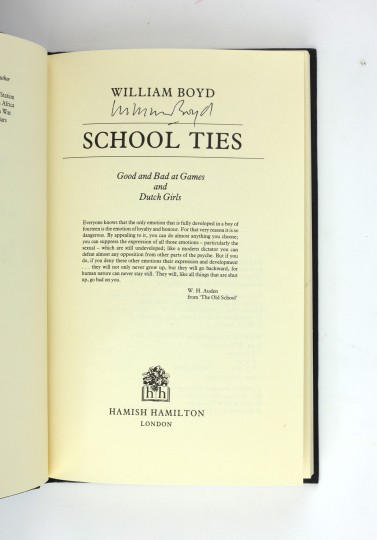 uthor
Station
Africa
War
ars
WILLIAM BOYD
William Boyd
SCHOOL TIES
Good and Bad at Games
and
Dutch Girls
Everyone knows that the only emotion that is fully developed in a boy of
fourteen is the emotion of loyalty and honour. For that very reason it is so
dangerous. By appealing to it, you can do almost anything you choose;
you can suppress the expression of all those emotions – particularly the
sexual – which are still undeveloped; like a modern dictator you can
defeat almost any opposition from other parts of the psyche. But if you
do, if you deny these other emotions their expression and development
. . . they will not only never grow up, but they will go backward, for
human nature can never stay still. They will, like all things that are shut
up, go bad on you.
W. H. Auden
from 'The Old School'
h h
HAMISH HAMILTON
LONDON